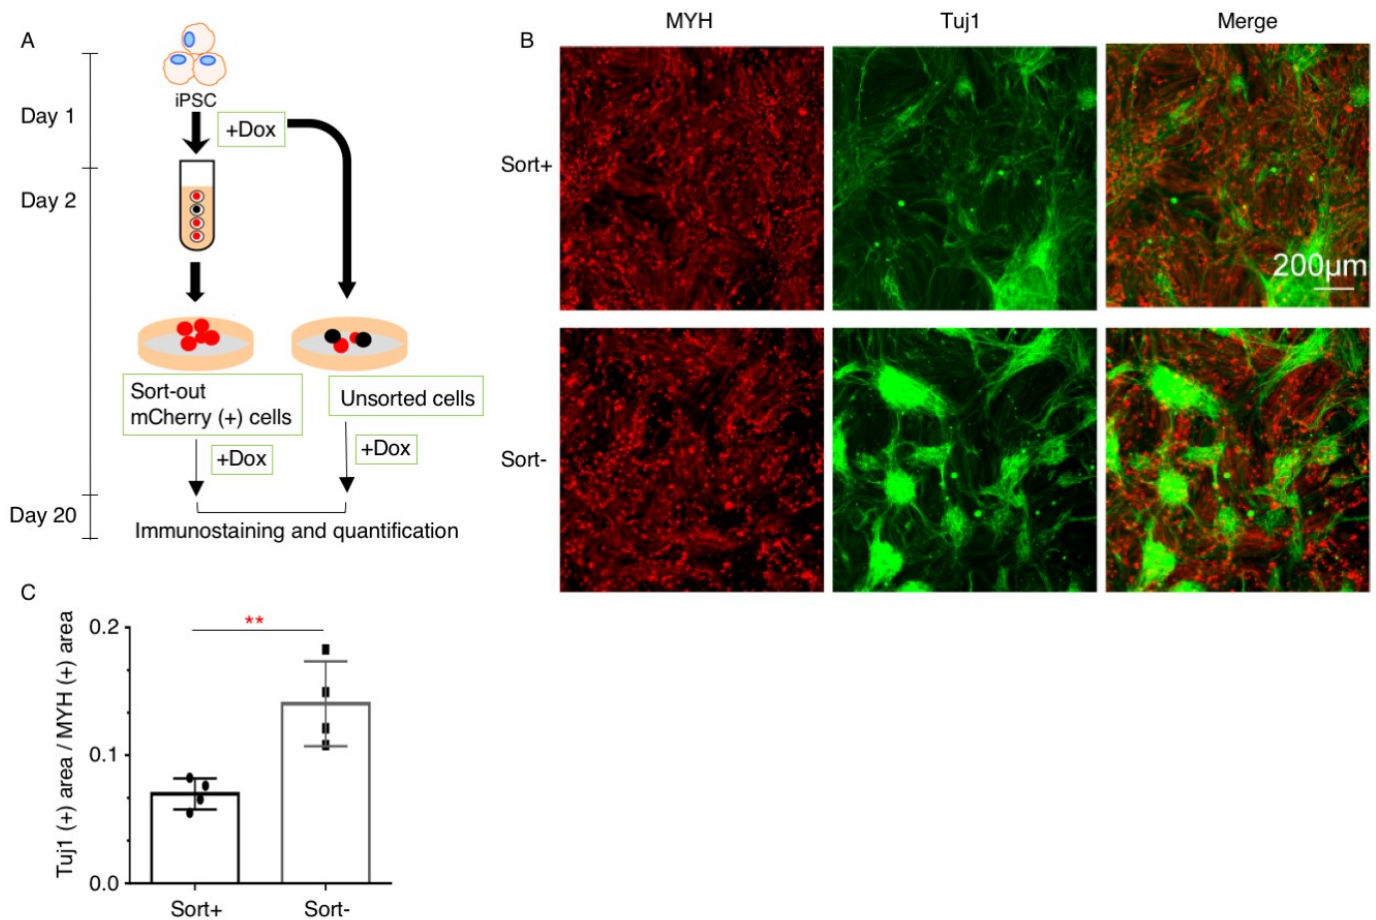 A
iPSC
Day 1
+Dox
Day 2
Sort-out
mCherry (+) cells
Unsorted cells
+Dox
+Dox
Day 20
Immunostaining and quantification
B
MYH
Tuj1
Merge
Sort+
200μm
Sort-
C
Tuj1 (+) area / MYH (+) area
**
0.2
0.1
0.0
Sort+
Sort-